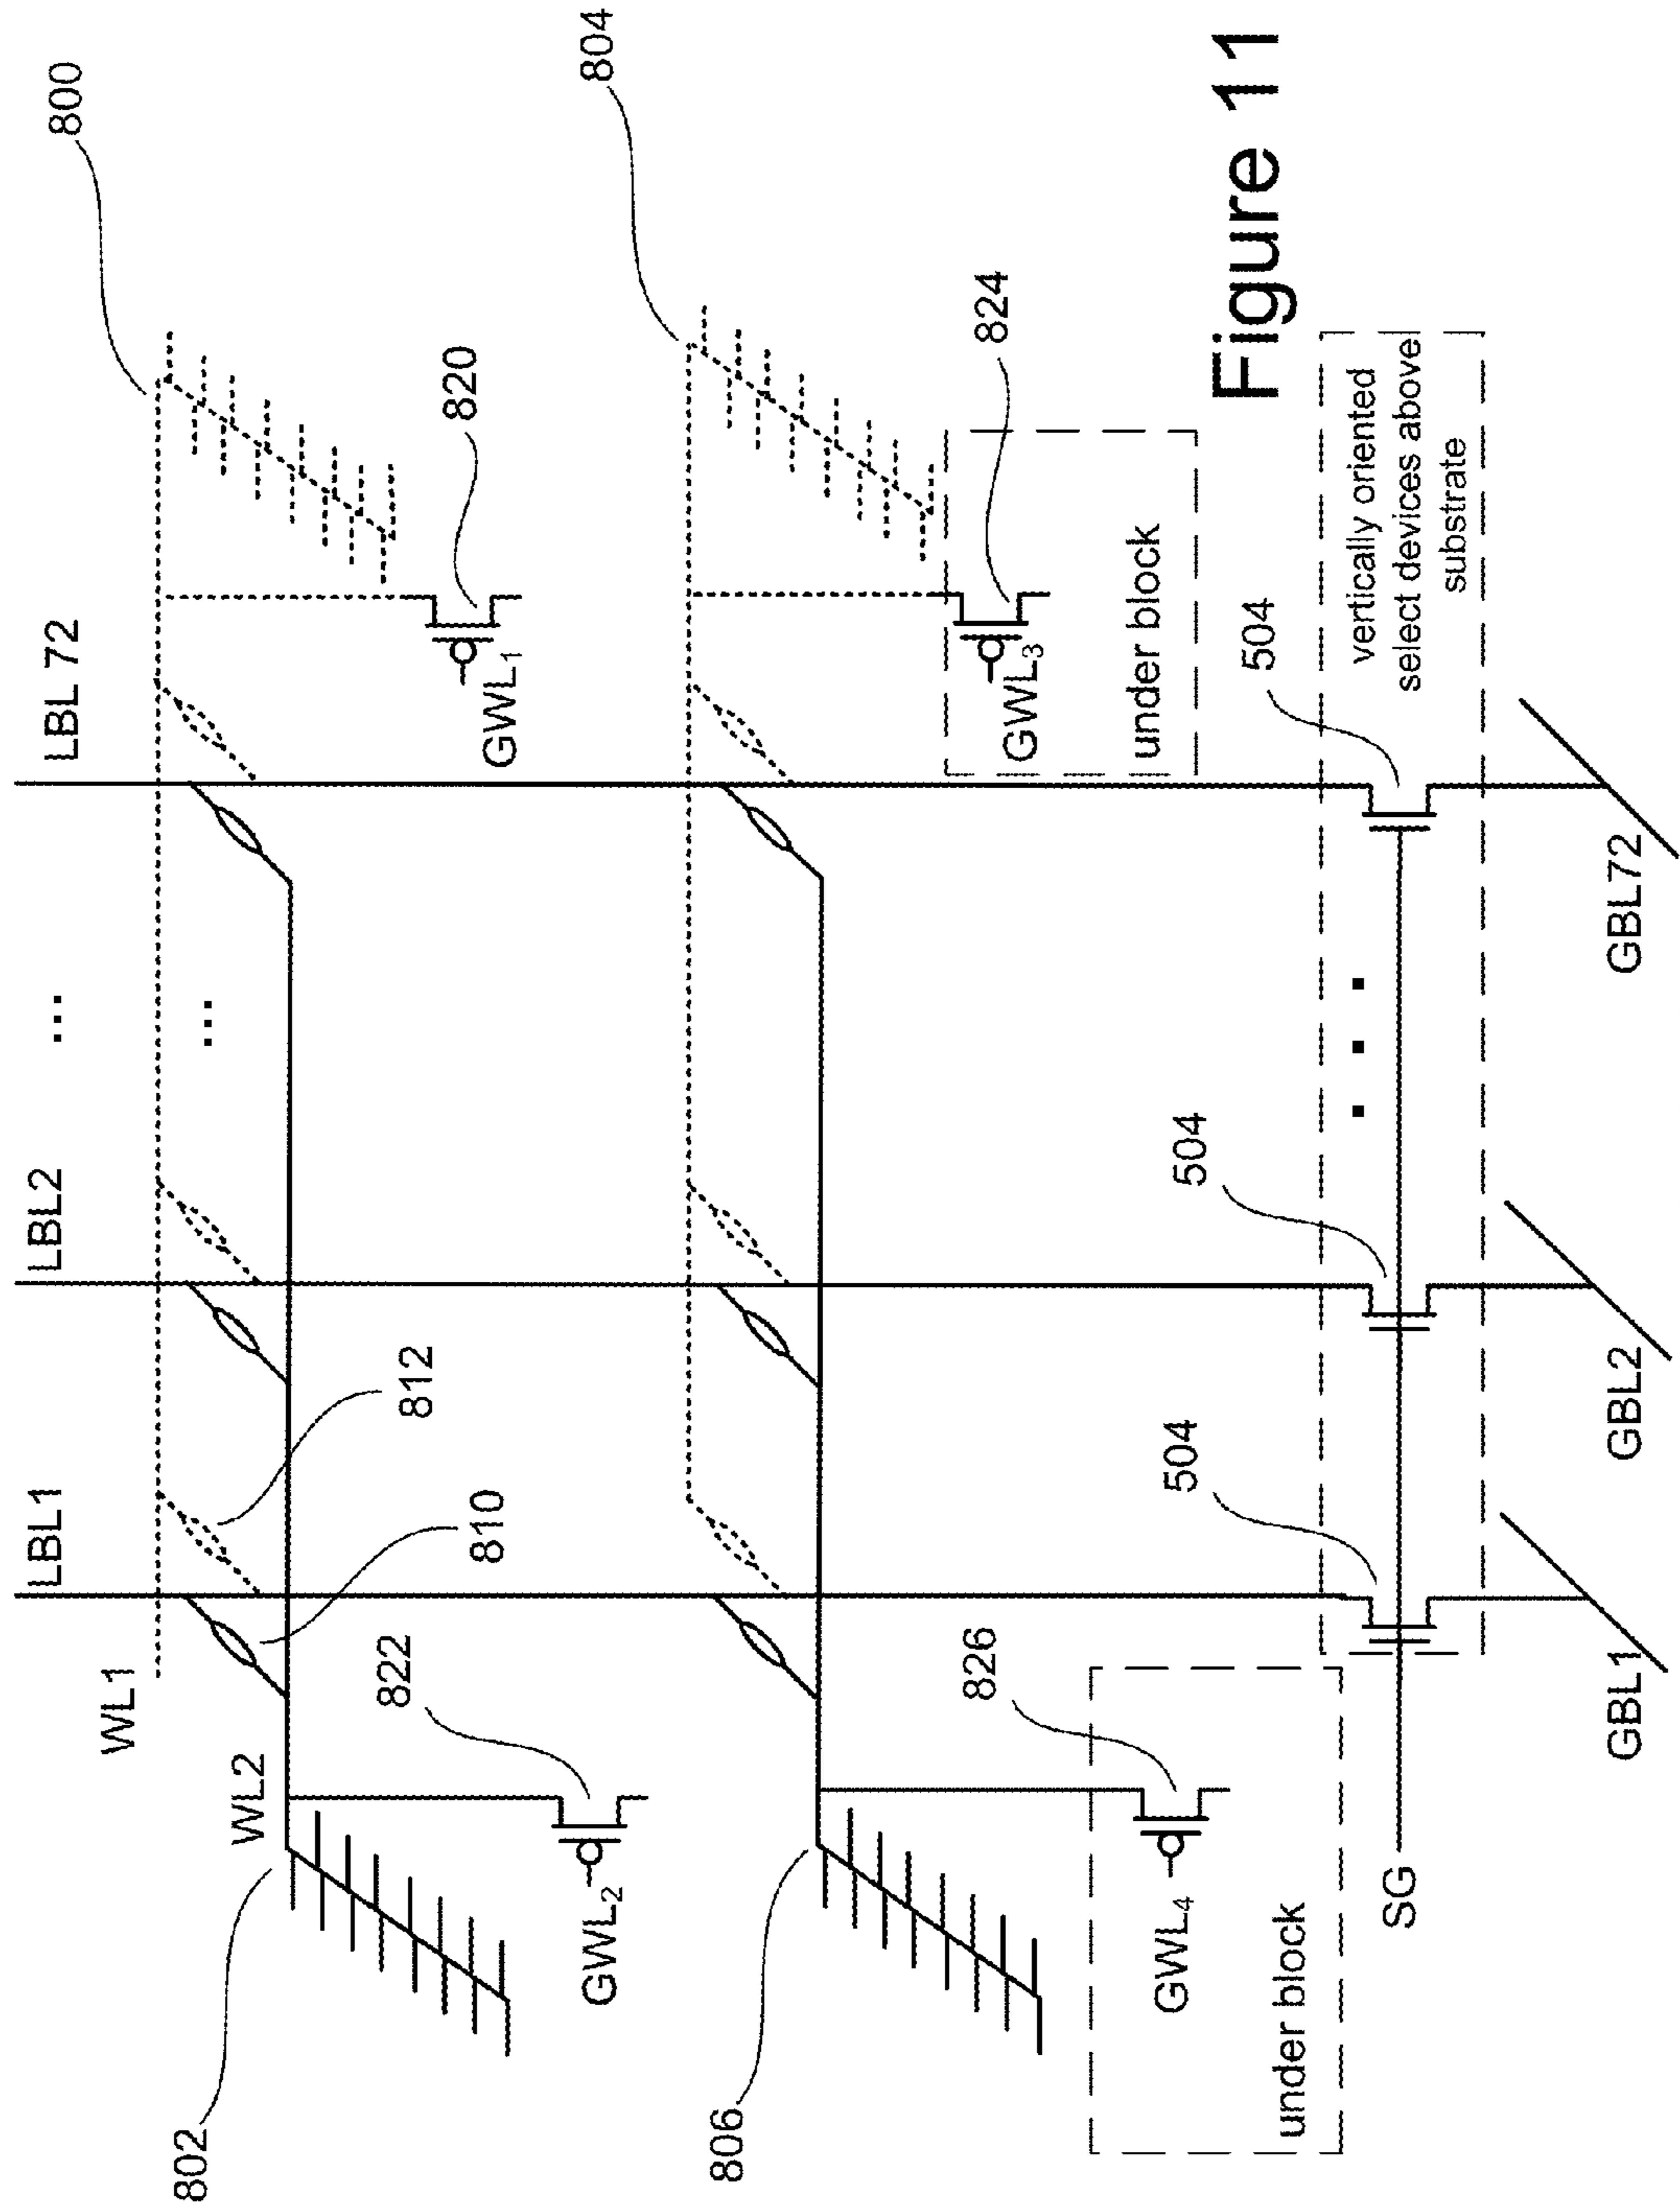 LBL1
LBL2
...
LBL 72
800
WL1
812
...
WL2
810
802
822
820
GWL2
GWL1
804
806
826
824
GWL3
under block
GWL4
under block
504
504
504
vertically oriented
select devices above
substrate
. . .
SG
GBL1
GBL2
GBL72
Figure 11